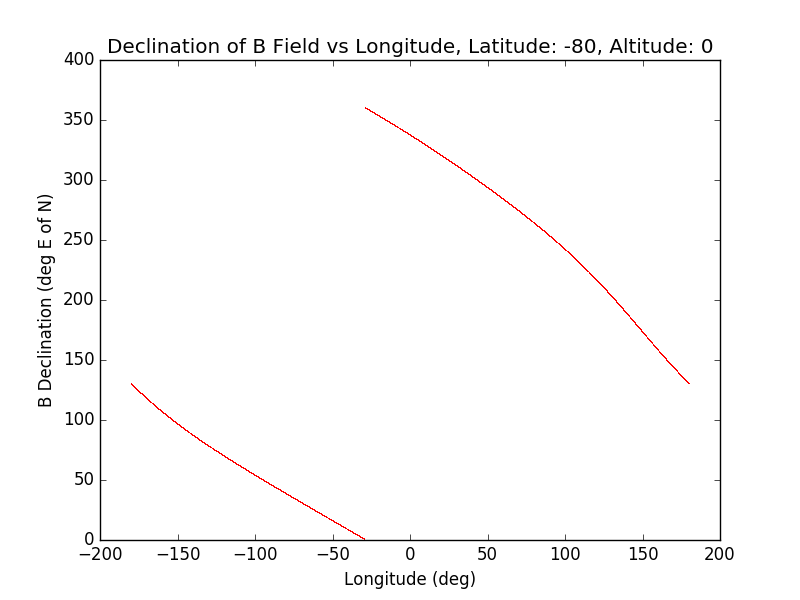 Declination of B Field vs Longitude, Latitude: -80, Altitude: 0
400
350
300
250
200
150
100
50
0
B Declination (deg E of N)
−200 −150 −100 −50 0 50 100 150 200
Longitude (deg)